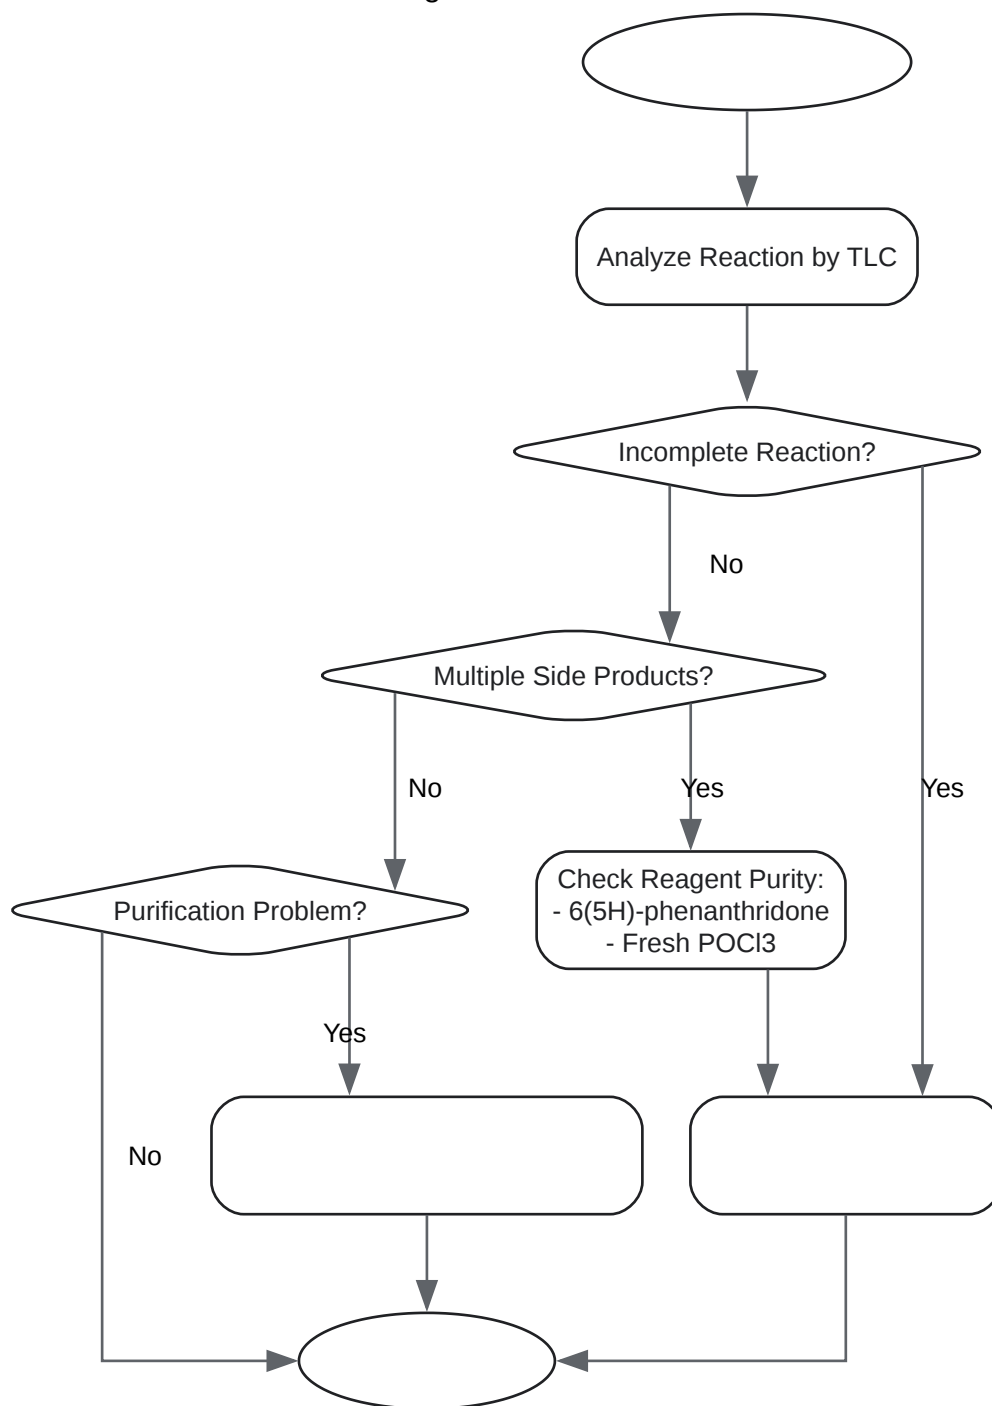 Analyze Reaction by TLC
Incomplete Reaction?
No
Multiple Side Products?
No
Yes
Yes
Check Reagent Purity:
- 6(5H)-phenanthridone
- Fresh POCl3
Purification Problem?
Yes
No